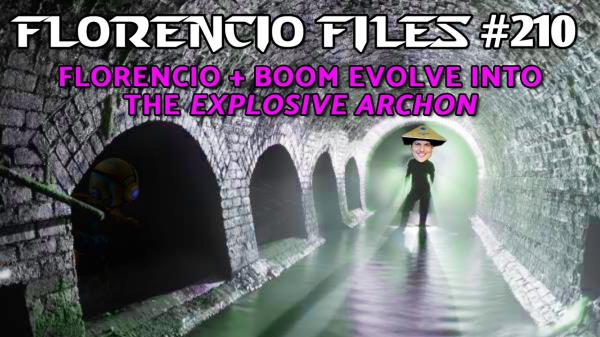 FLORENCIO FILES #210
FLORENCIO + BOOM EVOLVE INTO
THE EXPLOSIVE ARCHON